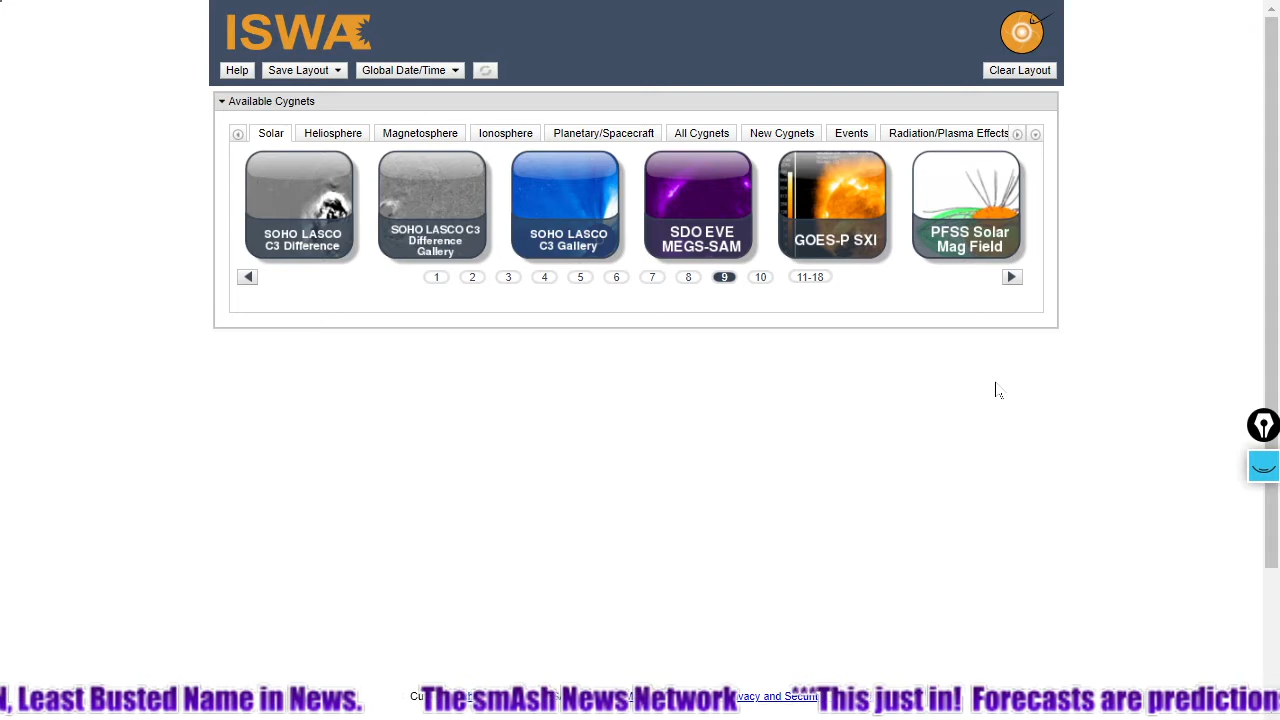 ISWA
Help
Save Layout
Global Date/Time
Clear Layout
Available Cygnets
Solar
Heliosphere
Magnetosphere
Ionosphere
Planetary/Spacecraft
All Cygnets
New Cygnets
Events
Radiation/Plasma Effects
SOHO LASCO
C3 Difference
SOHO LASCO C3
Difference
Gallery
SOHO LASCO
C3 Gallery
SDO EVE
MEGS-SAM
GOES-P SXI
PFSS Solar
Mag Field
1 2 3 4 5 6 7 8 9 10 11-18
N, Least Busted Name in News. The smAsh News Network "This just in! Forecasts are prediction